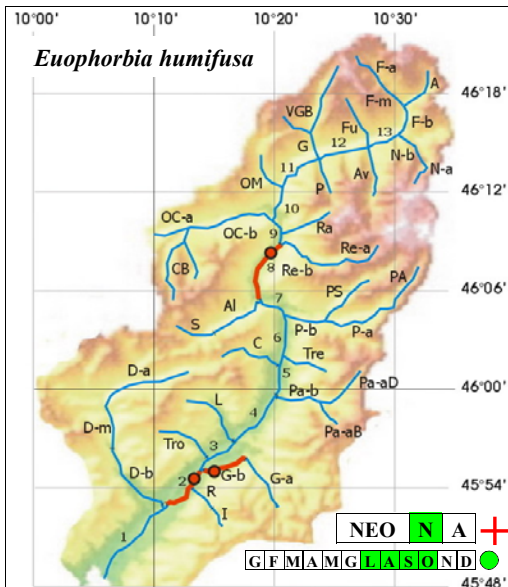 10°00' 10°10' 10°20' 10°30'
Euophorbia humifusa
F-a
A
46°18'
F-m
VGB
F-b
Fu
13
G
12
N-b
11
N-a
OM
P
Av
46°12'
OC-a
10
Ra
OC-b
9
Re-a
CB
8
Re-b
PA
46°06'
PS
Al
7
S
P-b
P-a
6
C
Tre
D-a
5
Pa-aD
46°00'
Pa-b
L
D-m
4
Pa-aB
Tro
3
D-b
G-b
2
R
G-a
46°54'
I
NEO N A
1
G F M A M G L A S O N D
45°48'